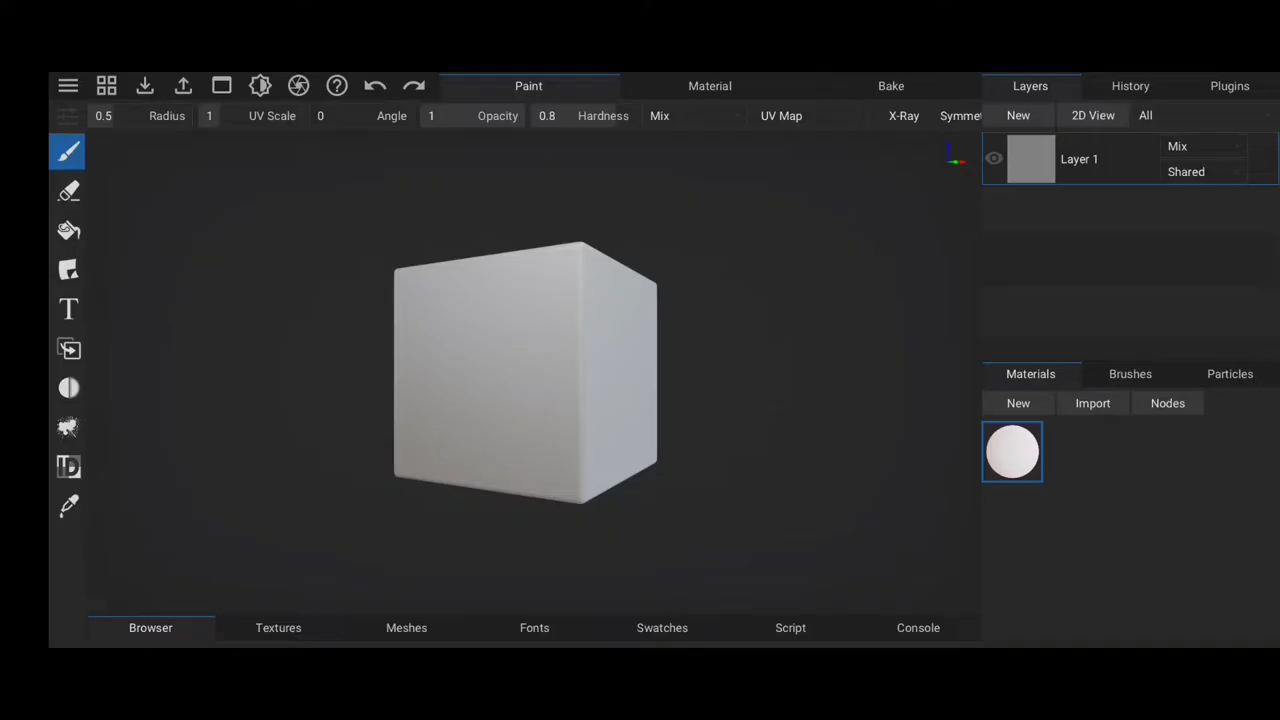 Paint Material Bake Layers History Plugins
0.5 Radius 1 UV Scale 0 Angle 1 Opacity 0.8 Hardness Mix UV Map X-Ray Symmet New 2D View All
Mix
Layer 1
Shared
T
Materials Brushes Particles
New Import Nodes
ID
Browser Textures Meshes Fonts Swatches Script Console